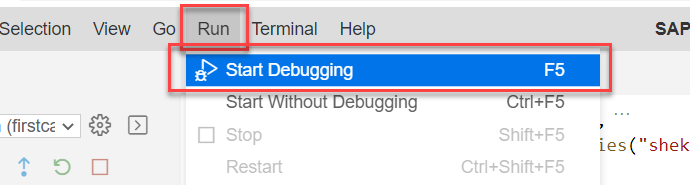 Selection View Go Run Terminal Help SAP
Start Debugging F5
Start Without Debugging Ctrl+F5
(firstca
...
Stop Shift+F5
ies("shek
Restart Ctrl+Shift+F5